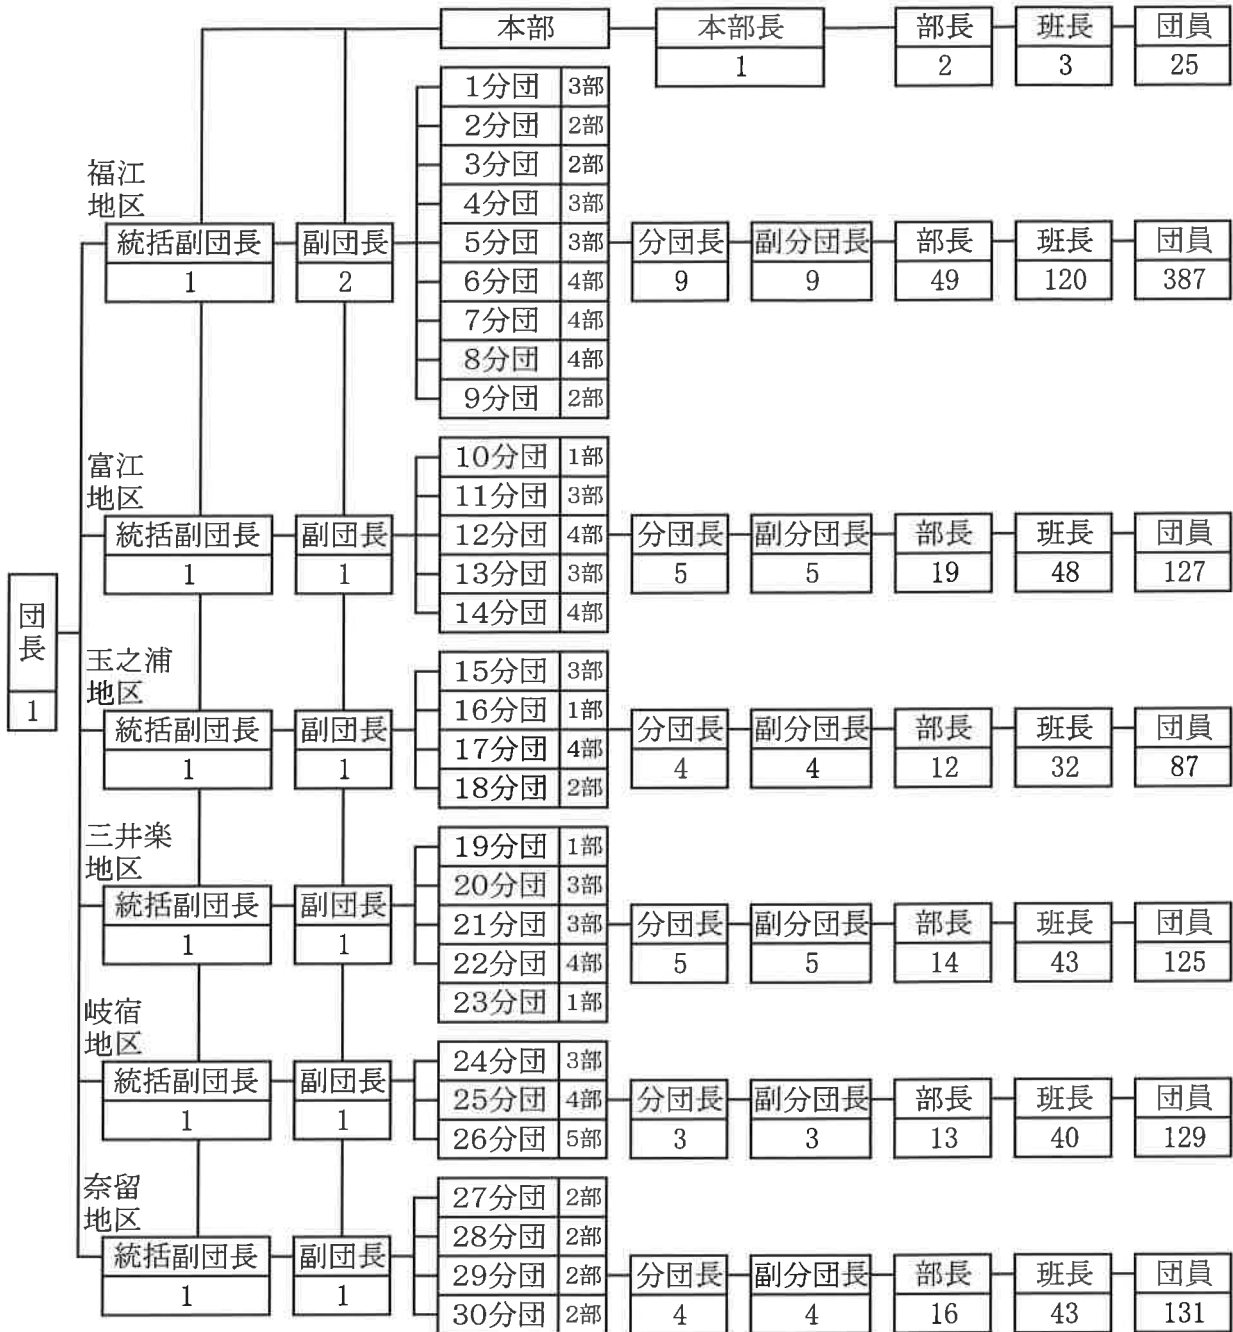 本部 本部長 部長 班長 団員
1 2 3 25
1分団 3部
2分団 2部
3分団 2部
4分団 3部
5分団 3部
6分団 4部
7分団 4部
8分団 4部
9分団 2部
福江
地区
統括副団長 副団長 分団長 副分団長 部長 班長 団員
1 2 9 9 49 120 387
10分団 1部
11分団 3部
12分団 4部
13分団 3部
14分団 4部
富江
地区
統括副団長 副団長 分団長 副分団長 部長 班長 団員
1 1 5 5 19 48 127
団長
1
15分団 3部
16分団 1部
17分団 4部
18分団 2部
玉之浦
地区
統括副団長 副団長 分団長 副分団長 部長 班長 団員
1 1 4 4 12 32 87
19分団 1部
20分団 3部
21分団 3部
22分団 4部
23分団 1部
三井楽
地区
統括副団長 副団長 分団長 副分団長 部長 班長 団員
1 1 5 5 14 43 125
24分団 3部
25分団 4部
26分団 5部
岐宿
地区
統括副団長 副団長 分団長 副分団長 部長 班長 団員
1 1 3 3 13 40 129
27分団 2部
28分団 2部
29分団 2部
30分団 2部
奈留
地区
統括副団長 副団長 分団長 副分団長 部長 班長 団員
1 1 4 4 16 43 131